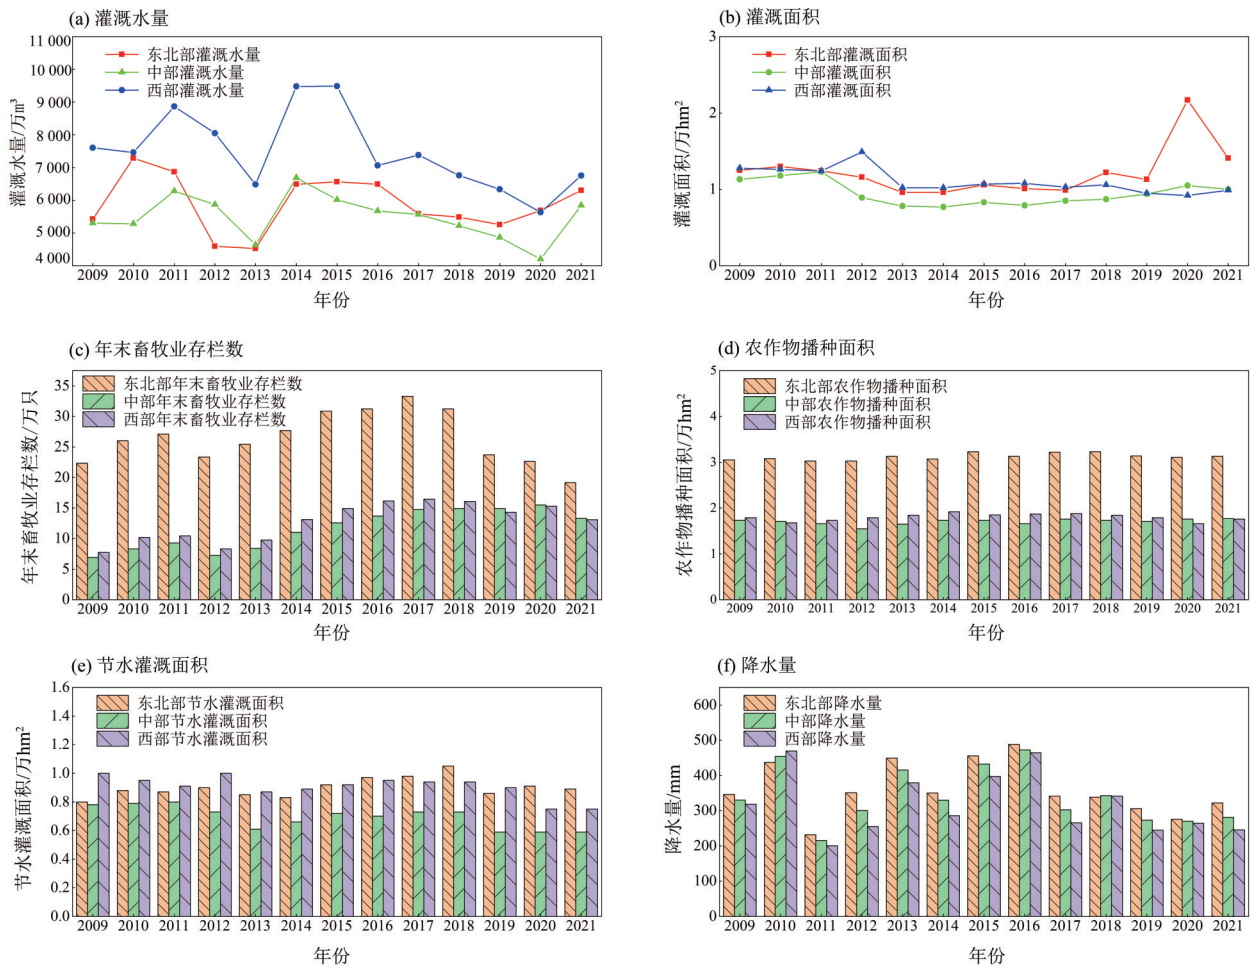 (a) 灌溉水量
11 000
10 000
9 000
8 000
7 000
6 000
5 000
4 000
灌溉水量/万m³
东北部灌溉水量
中部灌溉水量
西部灌溉水量
2009 2010 2011 2012 2013 2014 2015 2016 2017 2018 2019 2020 2021
年份
(b) 灌溉面积
3
2
1
0
灌溉面积/万hm²
东北部灌溉面积
中部灌溉面积
西部灌溉面积
2009 2010 2011 2012 2013 2014 2015 2016 2017 2018 2019 2020 2021
年份
(c) 年末畜牧业存栏数
35
30
25
20
15
10
5
0
年末畜牧业存栏数/万只
东北部年末畜牧业存栏数
中部年末畜牧业存栏数
西部年末畜牧业存栏数
2009 2010 2011 2012 2013 2014 2015 2016 2017 2018 2019 2020 2021
年份
(d) 农作物播种面积
5
4
3
2
1
0
农作物播种面积/万hm²
东北部农作物播种面积
中部农作物播种面积
西部农作物播种面积
2009 2010 2011 2012 2013 2014 2015 2016 2017 2018 2019 2020 2021
年份
(e) 节水灌溉面积
1.6
1.4
1.2
1.0
0.8
0.6
0.4
0.2
0.0
节水灌溉面积/万hm²
东北部节水灌溉面积
中部节水灌溉面积
西部节水灌溉面积
2009 2010 2011 2012 2013 2014 2015 2016 2017 2018 2019 2020 2021
年份
(f) 降水量
600
500
400
300
200
100
0
降水量/mm
东北部降水量
中部降水量
西部降水量
2009 2010 2011 2012 2013 2014 2015 2016 2017 2018 2019 2020 2021
年份